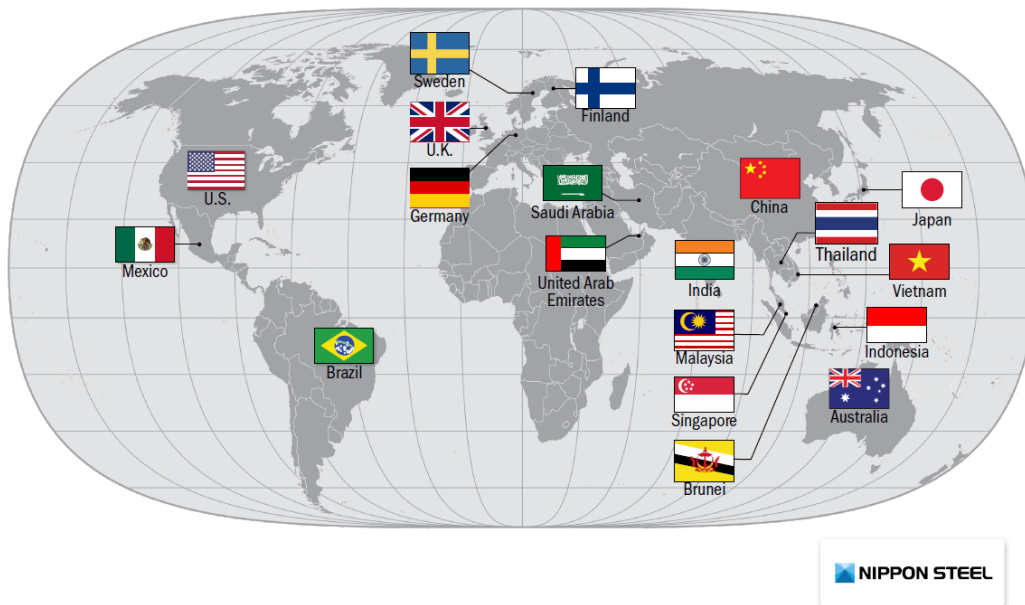 Sweden
Finland
U.K.
Germany
U.S.
Mexico
Brazil
Saudi Arabia
United Arab
Emirates
China
Japan
Thailand
Vietnam
India
Malaysia
Indonesia
Singapore
Australia
Brunei
NIPPON STEEL